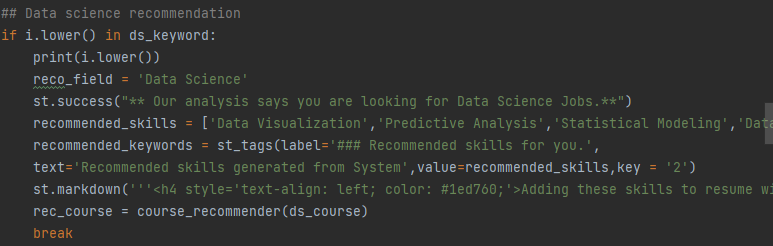 ## Data science recommendation
if i.lower() in ds_keyword:
    print(i.lower())
    reco_field = 'Data Science'
    st.success("** Our analysis says you are looking for Data Science Jobs.**")
    recommended_skills = ['Data Visualization','Predictive Analysis','Statistical Modeling','Data
    recommended_keywords = st_tags(label='### Recommended skills for you.',
    text='Recommended skills generated from System',value=recommended_skills,key = '2')
    st.markdown('''<h4 style='text-align: left; color: #1ed760;'>Adding these skills to resume wi
    rec_course = course_recommender(ds_course)
    break